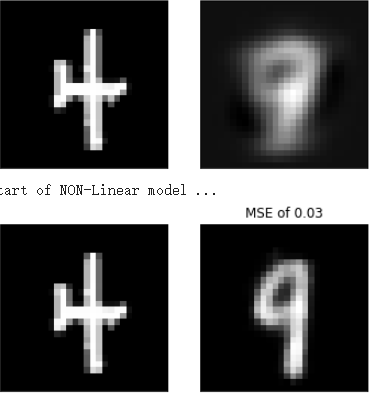 tart of NON-Linear model ...
MSE of 0.03